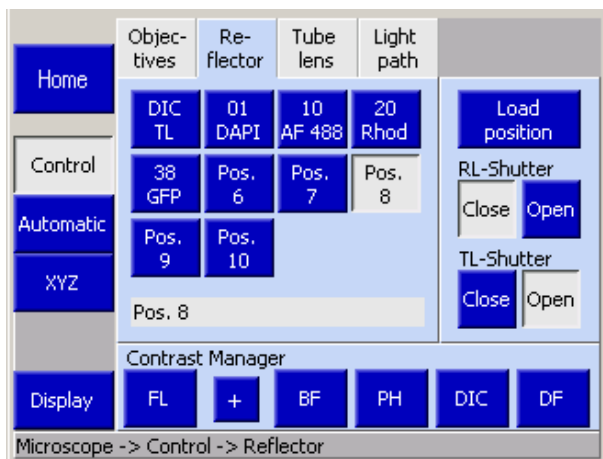 Objec-
tives
Re-
flector
Tube
lens
Light
path
Home
Control
Automatic
XYZ
Display
DIC
TL
01
DAPI
10
AF 488
20
Rhod
38
GFP
Pos.
6
Pos.
7
Pos.
8
Pos.
9
Pos.
10
Pos. 8
Load
position
RL-Shutter
Close
Open
TL-Shutter
Close
Open
Contrast Manager
FL
+
BF
PH
DIC
DF
Microscope -> Control -> Reflector